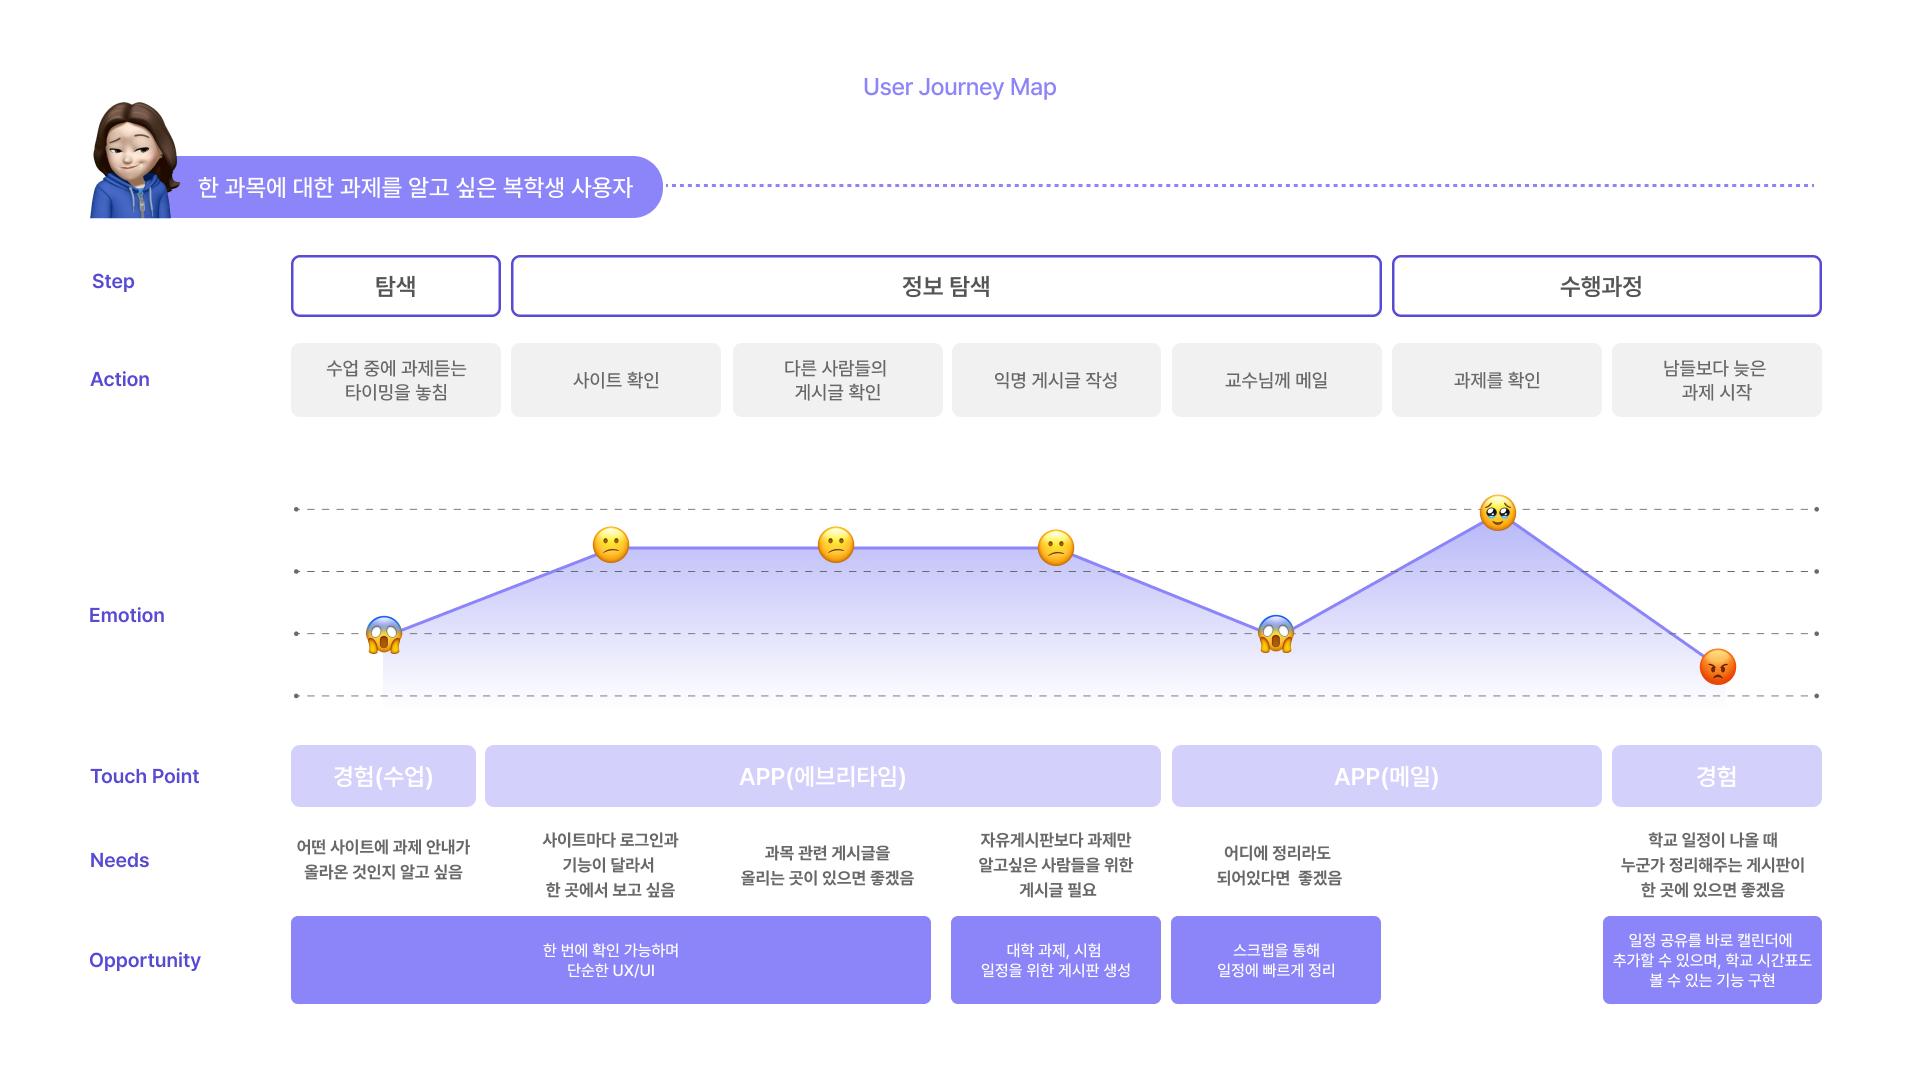 User Journey Map
한 과목에 대한 과제를 알고 싶은 복학생 사용자
Step
탐색
정보 탐색
수행과정
Action
수업 중에 과제듣는
타이밍을 놓침
사이트 확인
다른 사람들의
게시글 확인
익명 게시글 작성
교수님께 메일
과제를 확인
남들보다 늦은
과제 시작
Emotion
Touch Point
경험(수업)
APP(에브리타임)
APP(메일)
경험
Needs
어떤 사이트에 과제 안내가
올라온 것인지 알고 싶음
사이트마다 로그인과
기능이 달라서
한 곳에서 보고 싶음
과목 관련 게시글을
올리는 곳이 있으면 좋겠음
자유게시판보다 과제만
알고싶은 사람들을 위한
게시글 필요
어디에 정리라도
되어있다면 좋겠음
학교 일정이 나올 때
누군가 정리해주는 게시판이
한 곳에 있으면 좋겠음
Opportunity
한 번에 확인 가능하며
단순한 UX/UI
대학 과제, 시험
일정을 위한 게시판 생성
스크랩을 통해
일정에 빠르게 정리
일정 공유를 바로 캘린더에
추가할 수 있으며, 학교 시간표도
볼 수 있는 기능 구현